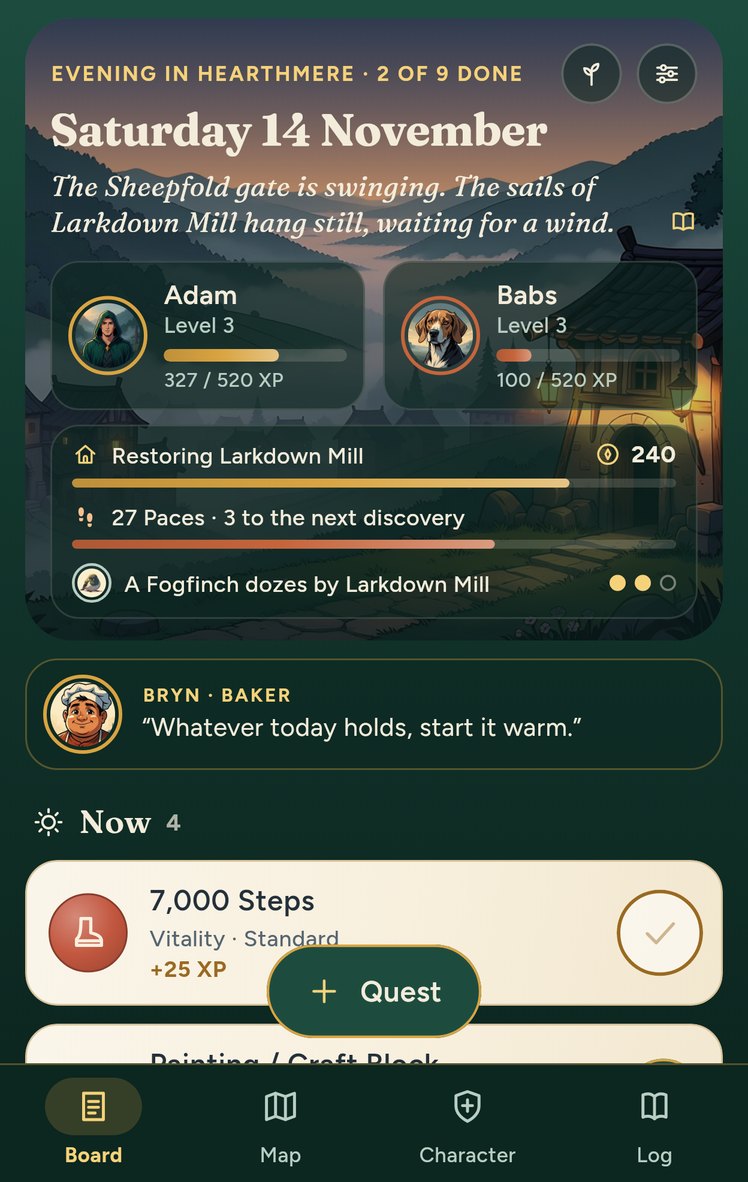 EVENING IN HEARTHMERE · 2 OF 9 DONE
Saturday 14 November
The Sheepfold gate is swinging. The sails of
Larkdown Mill hang still, waiting for a wind.
Adam
Level 3
327 / 520 XP
Babs
Level 3
100 / 520 XP
Restoring Larkdown Mill
240
27 Paces · 3 to the next discovery
A Fogfinch dozes by Larkdown Mill
BRYN · BAKER
“Whatever today holds, start it warm.”
Now 4
7,000 Steps
Vitality · Standard
+25 XP
+ Quest
Painting / Craft Block
Board
Map
Character
Log